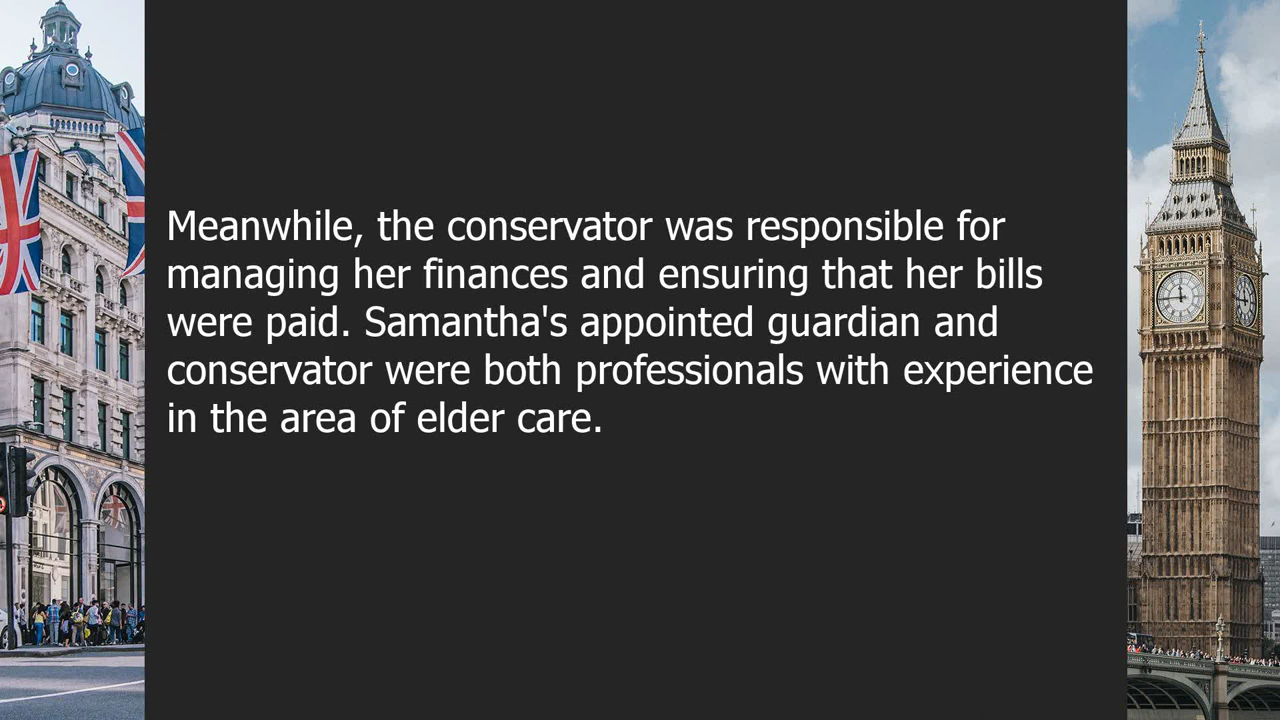 Meanwhile, the conservator was responsible for
managing her finances and ensuring that her bills
were paid. Samantha's appointed guardian and
conservator were both professionals with experience
in the area of elder care.